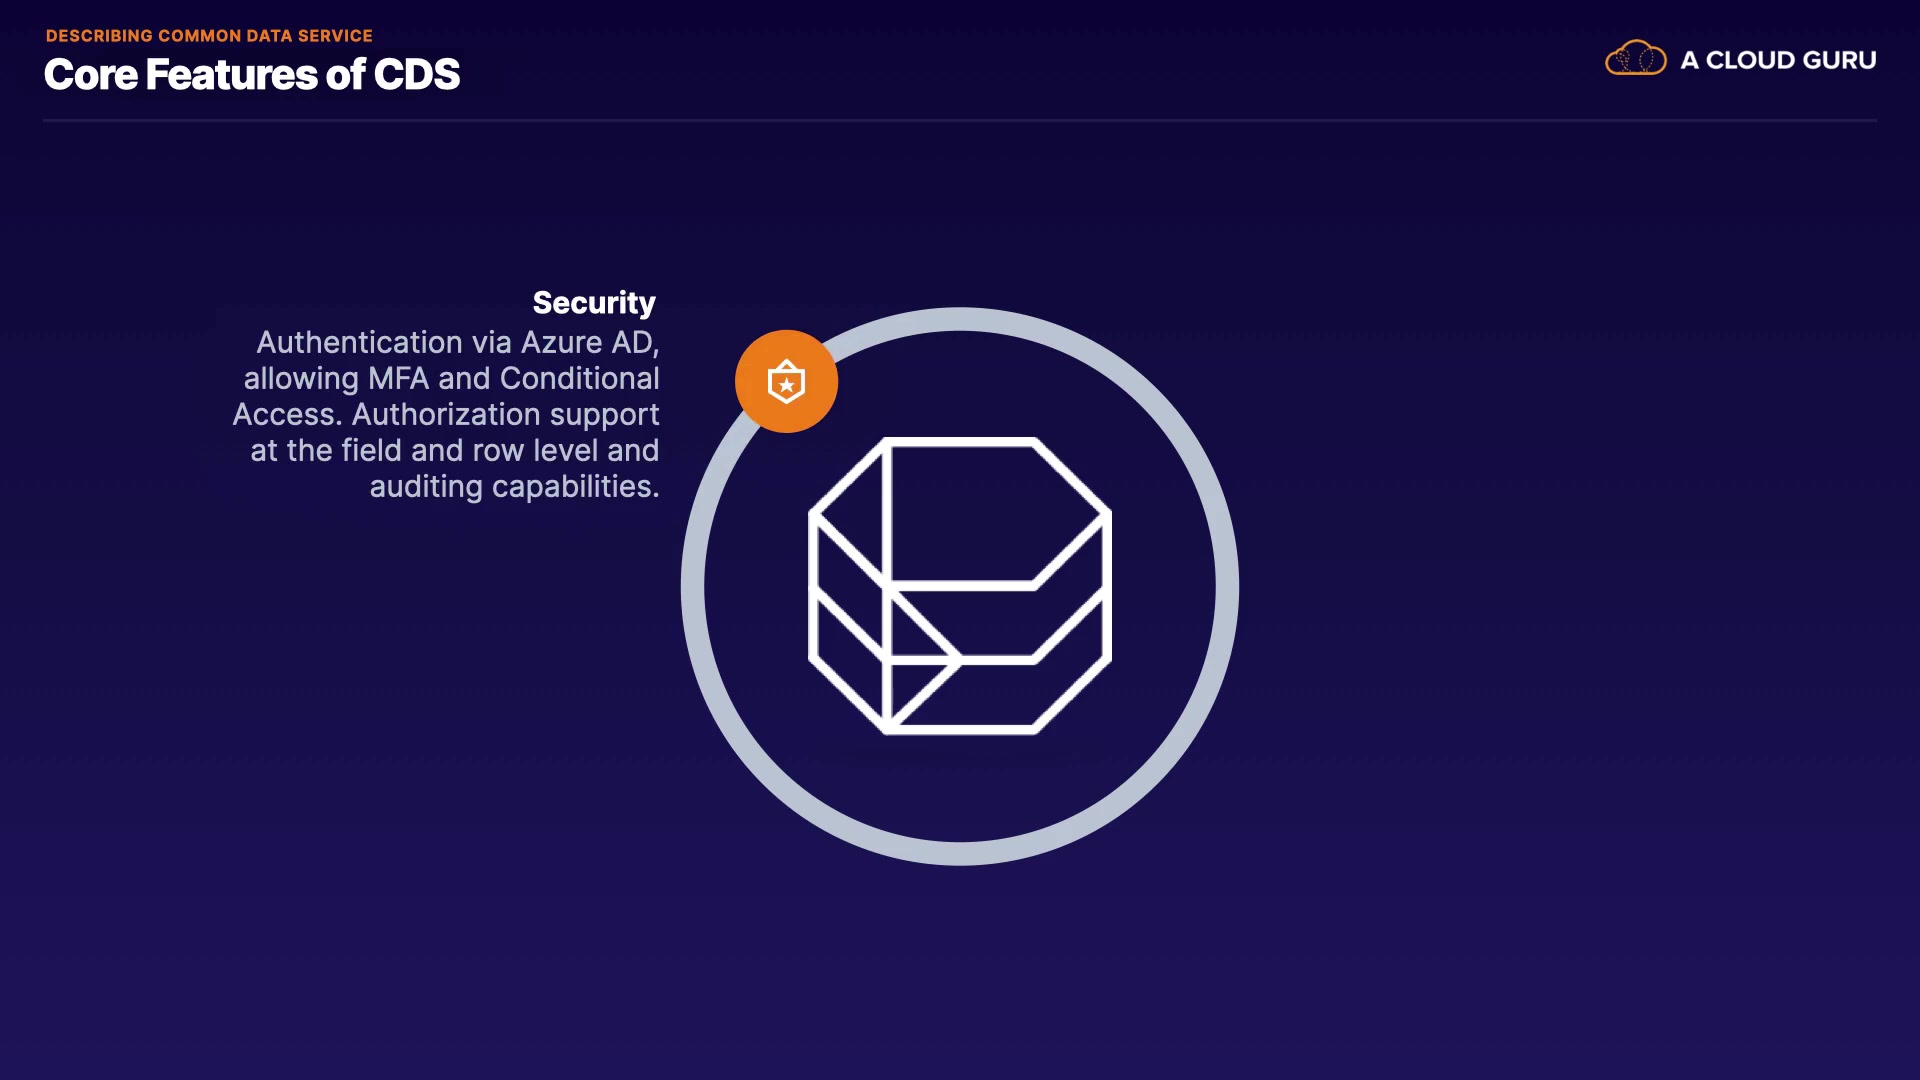 DESCRIBING COMMON DATA SERVICE
Core Features of CDS
A CLOUD GURU
Security
Authentication via Azure AD,
allowing MFA and Conditional
Access. Authorization support
at the field and row level and
auditing capabilities.